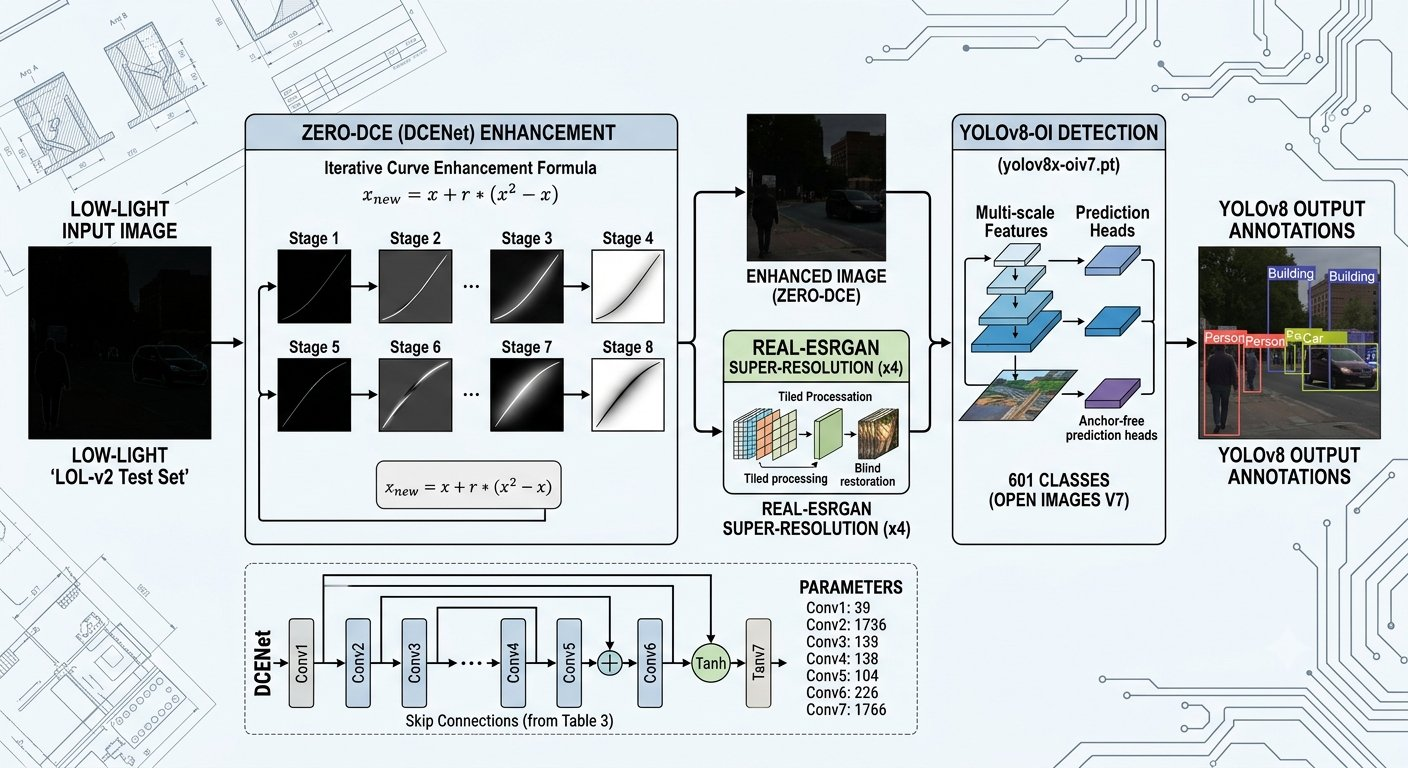 Aro A
Aro B
ZERO-DCE (DCENet) ENHANCEMENT
Iterative Curve Enhancement Formula
x_new = x + r * (x² − x)
LOW-LIGHT
INPUT IMAGE
Stage 1
Stage 2
Stage 3
Stage 4
...
Stage 5
Stage 6
Stage 7
Stage 8
...
x_new = x + r * (x² − x)
LOW-LIGHT
‘LOL-v2 Test Set’
ENHANCED IMAGE
(ZERO-DCE)
REAL-ESRGAN
SUPER-RESOLUTION (x4)
Tiled Processation
Tiled processing
Blind
restoration
REAL-ESRGAN
SUPER-RESOLUTION (x4)
YOLOv8-OI DETECTION
(yolov8x-oiv7.pt)
Multi-scale
Features
Prediction
Heads
Anchor-free
prediction heads
601 CLASSES
(OPEN IMAGES V7)
YOLOv8 OUTPUT
ANNOTATIONS
Building
Building
Person
Person
Car
YOLOv8 OUTPUT
ANNOTATIONS
DCENet
Conv1
Conv2
Conv3
Conv4
Conv5
+
Conv6
Tanh
Tanv7
Skip Connections (from Table 3)
PARAMETERS
Conv1: 39
Conv2: 1736
Conv3: 139
Conv4: 138
Conv5: 104
Conv6: 226
Conv7: 1766